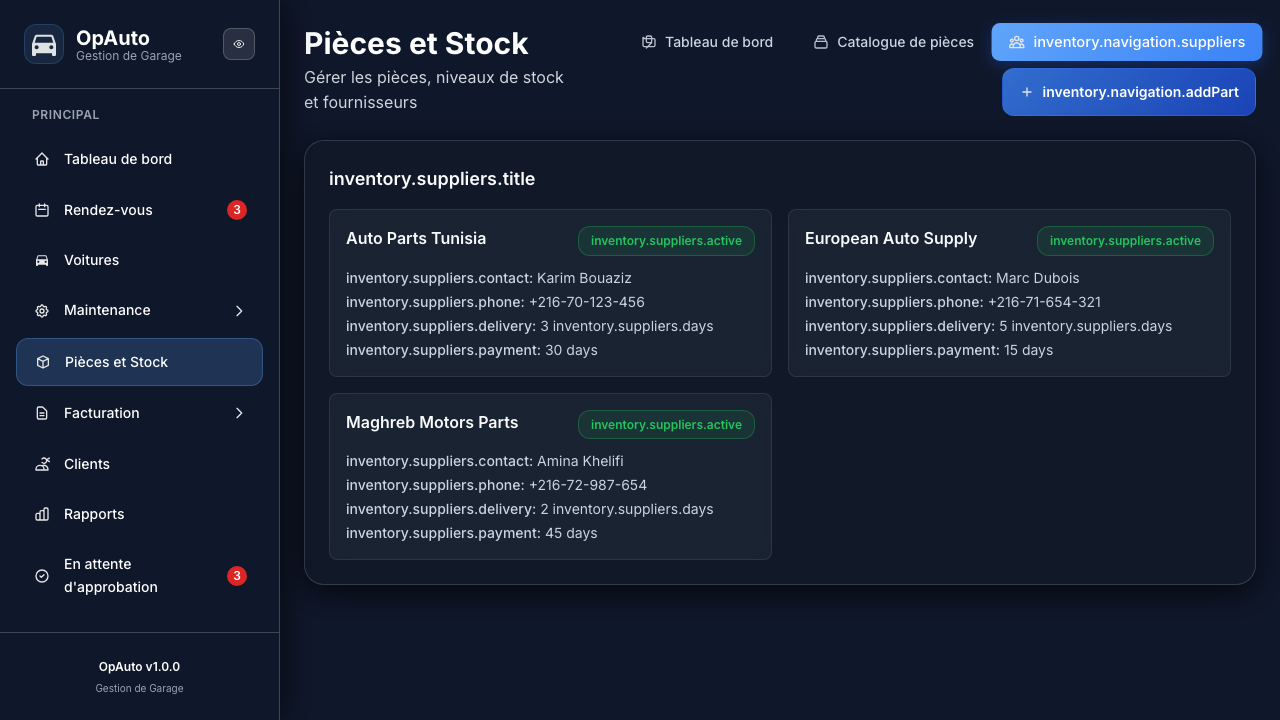 OpAuto
Gestion de Garage
PRINCIPAL
Tableau de bord
Rendez-vous 3
Voitures
Maintenance
Pièces et Stock
Facturation
Clients
Rapports
En attente
d'approbation 3
OpAuto v1.0.0
Gestion de Garage
Pièces et Stock
Gérer les pièces, niveaux de stock
et fournisseurs
Tableau de bord
Catalogue de pièces
inventory.navigation.suppliers
inventory.navigation.addPart
inventory.suppliers.title
Auto Parts Tunisia
inventory.suppliers.active
inventory.suppliers.contact: Karim Bouaziz
inventory.suppliers.phone: +216-70-123-456
inventory.suppliers.delivery: 3 inventory.suppliers.days
inventory.suppliers.payment: 30 days
European Auto Supply
inventory.suppliers.active
inventory.suppliers.contact: Marc Dubois
inventory.suppliers.phone: +216-71-654-321
inventory.suppliers.delivery: 5 inventory.suppliers.days
inventory.suppliers.payment: 15 days
Maghreb Motors Parts
inventory.suppliers.active
inventory.suppliers.contact: Amina Khelifi
inventory.suppliers.phone: +216-72-987-654
inventory.suppliers.delivery: 2 inventory.suppliers.days
inventory.suppliers.payment: 45 days